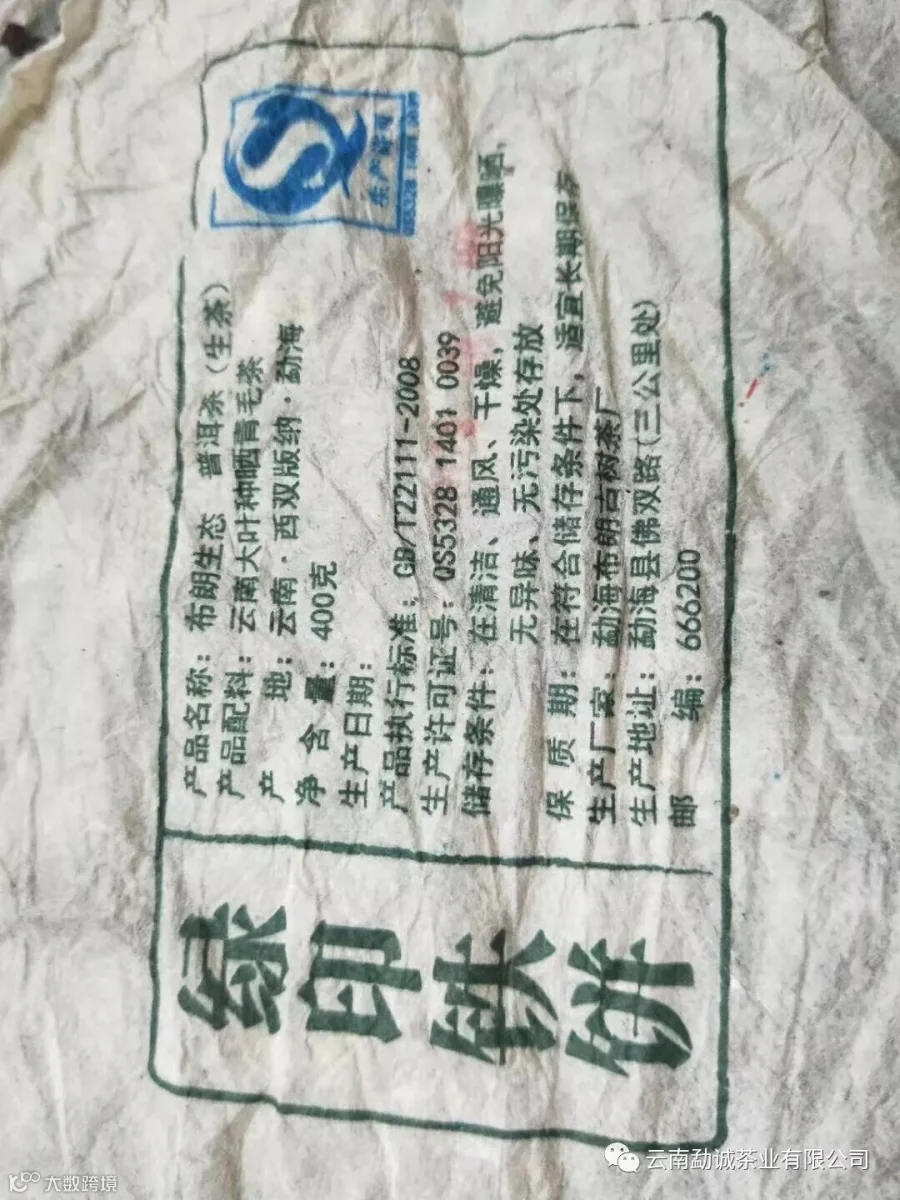 绿印铁饼
产品名称：布朗生态 普洱茶（生茶）
产品配料：云南大叶种晒青毛茶
产 地：云南·西双版纳·勐海
净 含 量：400克
生产日期：
产品执行标准：GB/T22111-2008
生产许可证号：QS5328 1401 0039
储存条件：在清洁、通风、干燥，避免阳光曝晒，
无异味、无污染处存放
保 质 期：在符合储存条件下，适宜长期保存
生产厂家：勐海布朗古树茶厂
生产地址：勐海县佛双路(三公里处)
邮 编：666200
QS5328 1401 0039
云南勐诚茶业有限公司
大数跨境